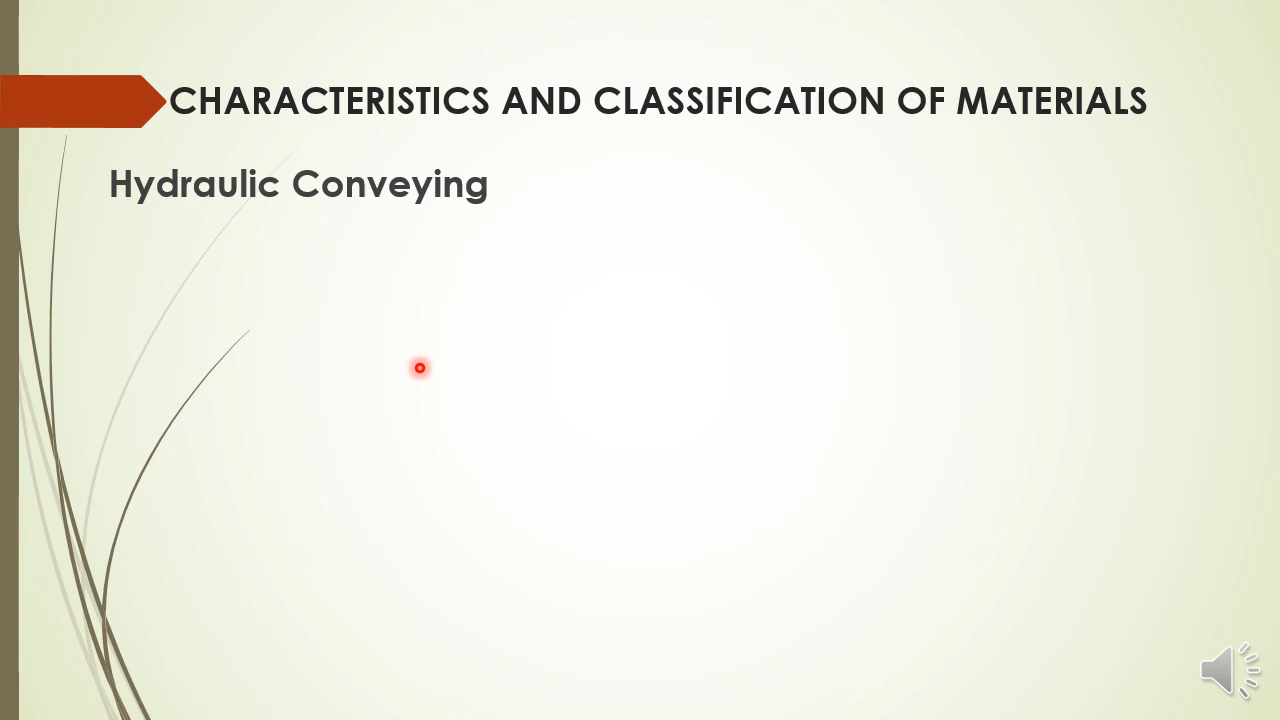 CHARACTERISTICS AND CLASSIFICATION OF MATERIALS
Hydraulic Conveying